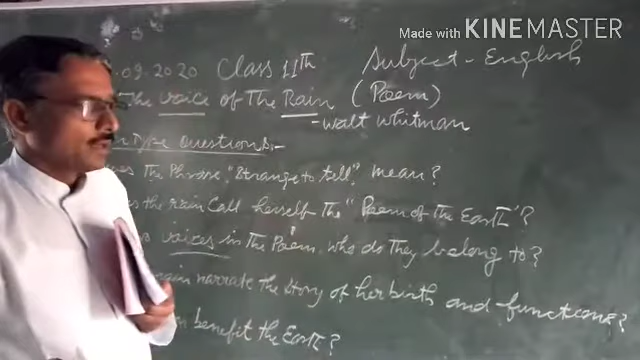 Made with KINEMASTER
.09.2020 Class 11th Subject - English
The voice of The Rain (Poem)
- walt whitman
Type Questions:-
The Phrase "Strange to tell" mean?
the rain Call herself the "Poem of the Earth"?
voices in the Poem. who do they belong to?
rain narrate the story of her birth and functions?
benefit the Earth?